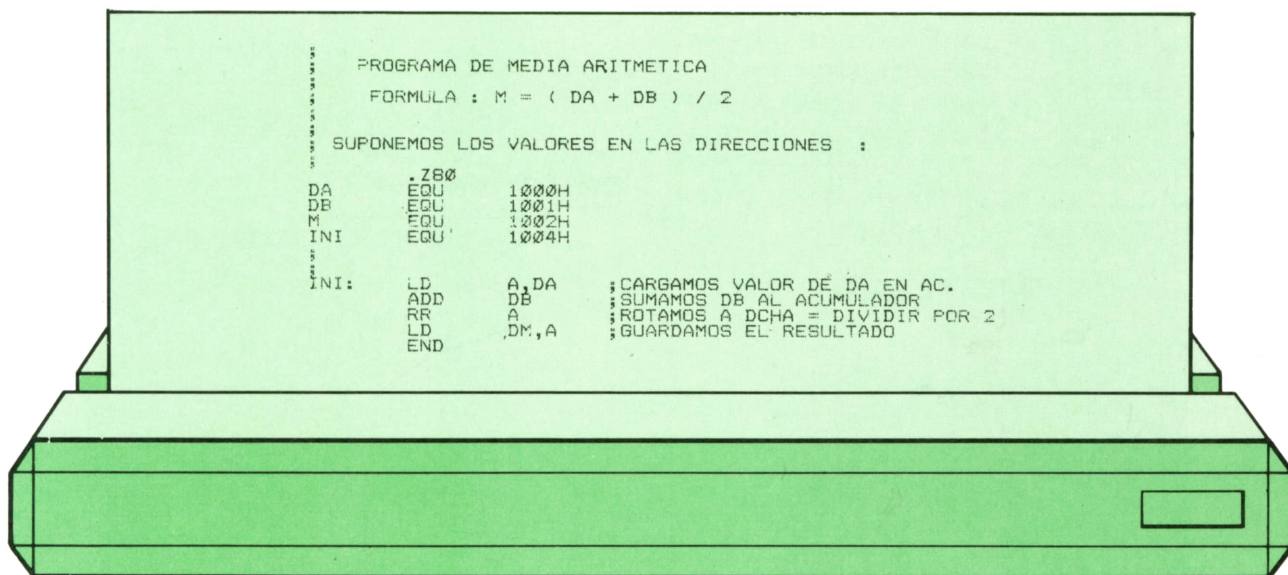 ;
; PROGRAMA DE MEDIA ARITMETICA
;
; FORMULA : M = ( DA + DB ) / 2
;
;
; SUPONEMOS LOS VALORES EN LAS DIRECCIONES :
;
.Z80
DA EQU 1000H
DB EQU 1001H
M EQU 1002H
INI EQU 1004H
;
;
INI: LD A,DA ;CARGAMOS VALOR DE DA EN AC.
ADD DB ;SUMAMOS DB AL ACUMULADOR
RR A ;ROTAMOS A DCHA = DIVIDIR POR 2
LD DM,A ;GUARDAMOS EL RESULTADO
END